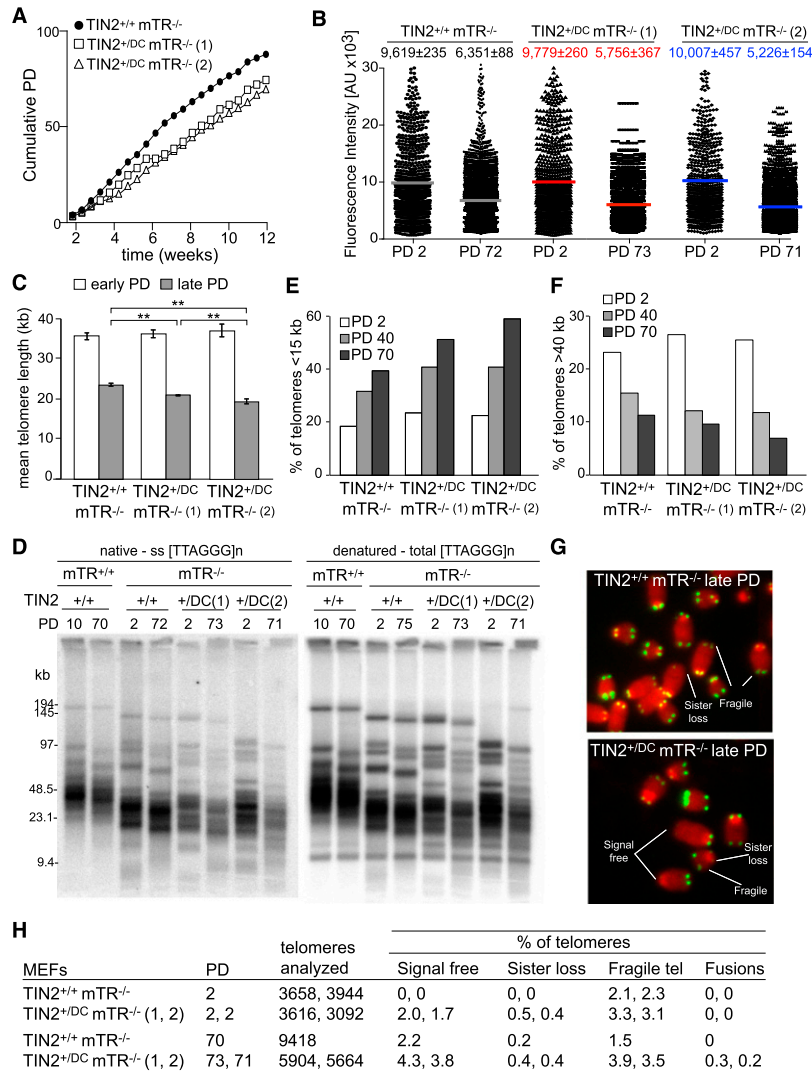 A
TIN2+/+ mTR-/-
TIN2+/DC mTR-/- (1)
TIN2+/DC mTR-/- (2)
Cumulative PD
100
50
0
2 4 6 8 10 12
time (weeks)
B
TIN2+/+ mTR-/- TIN2+/DC mTR-/- (1) TIN2+/DC mTR-/- (2)
9,619±235 6,351±88 9,779±260 5,756±367 10,007±457 5,226±154
Fluorescence Intensity [AU x103]
30
20
10
0
PD 2 PD 72 PD 2 PD 73 PD 2 PD 71
C
early PD late PD
** ** **
mean telomere length (kb)
40
30
20
10
0
TIN2+/+ TIN2+/DC TIN2+/DC
mTR-/- mTR-/- (1) mTR-/- (2)
E
PD 2
PD 40
PD 70
% of telomeres <15 kb
60
40
20
0
TIN2+/+ TIN2+/DC TIN2+/DC
mTR-/- mTR-/- (1) mTR-/- (2)
F
PD 2
PD 40
PD 70
% of telomeres >40 kb
30
20
10
0
TIN2+/+ TIN2+/DC TIN2+/DC
mTR-/- mTR-/- (1) mTR-/- (2)
D
native - ss [TTAGGG]n denatured - total [TTAGGG]n
mTR+/+ mTR-/- mTR+/+ mTR-/-
TIN2 +/+ +/+ +/DC(1) +/DC(2) +/+ +/+ +/DC(1) +/DC(2)
PD 10 70 2 72 2 73 2 71 10 70 2 75 2 73 2 71
kb
194-
145-
97-
48.5-
23.1-
9.4-
G
TIN2+/+ mTR-/- late PD
Sister loss
Fragile
TIN2+/DC mTR-/- late PD
Signal free
Sister loss
Fragile
H
% of telomeres
MEFs PD telomeres analyzed Signal free Sister loss Fragile tel Fusions
TIN2+/+ mTR-/- 2 3658, 3944 0, 0 0, 0 2.1, 2.3 0, 0
TIN2+/DC mTR-/- (1, 2) 2, 2 3616, 3092 2.0, 1.7 0.5, 0.4 3.3, 3.1 0, 0
TIN2+/+ mTR-/- 70 9418 2.2 0.2 1.5 0
TIN2+/DC mTR-/- (1, 2) 73, 71 5904, 5664 4.3, 3.8 0.4, 0.4 3.9, 3.5 0.3, 0.2